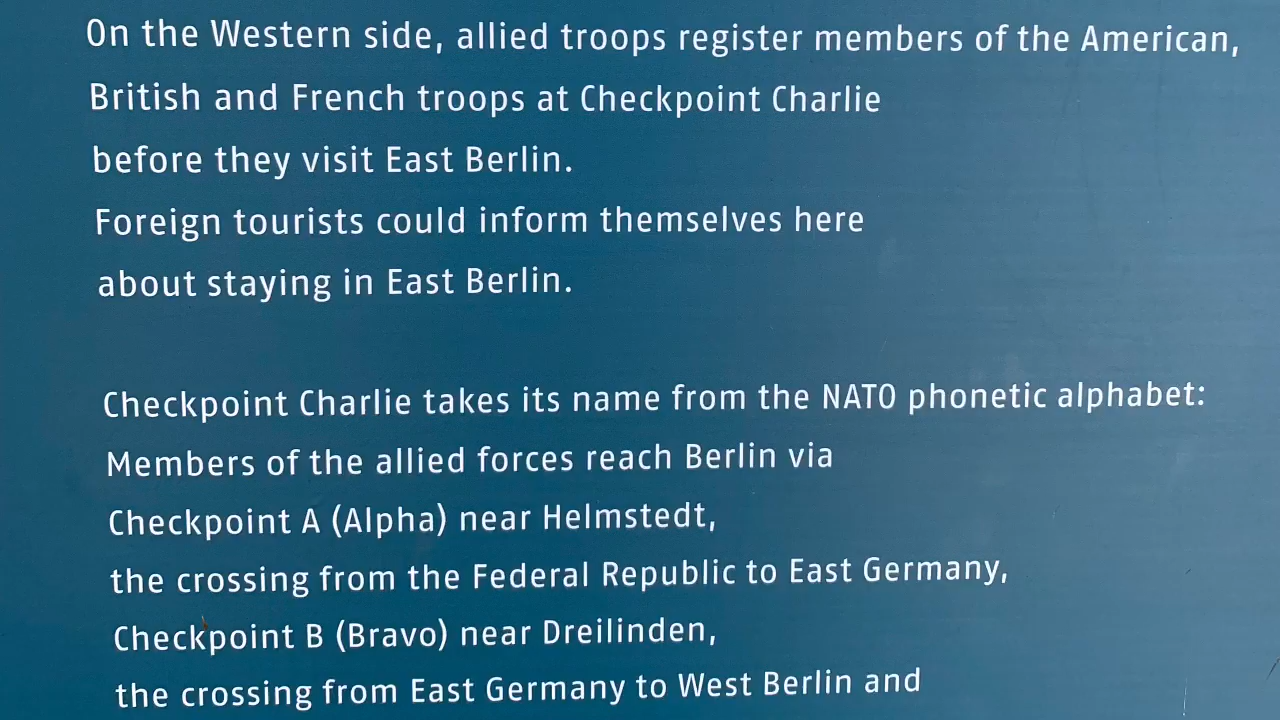 On the Western side, allied troops register members of the American,
British and French troops at Checkpoint Charlie
before they visit East Berlin.
Foreign tourists could inform themselves here
about staying in East Berlin.
Checkpoint Charlie takes its name from the NATO phonetic alphabet:
Members of the allied forces reach Berlin via
Checkpoint A (Alpha) near Helmstedt,
the crossing from the Federal Republic to East Germany,
Checkpoint B (Bravo) near Dreilinden,
the crossing from East Germany to West Berlin and